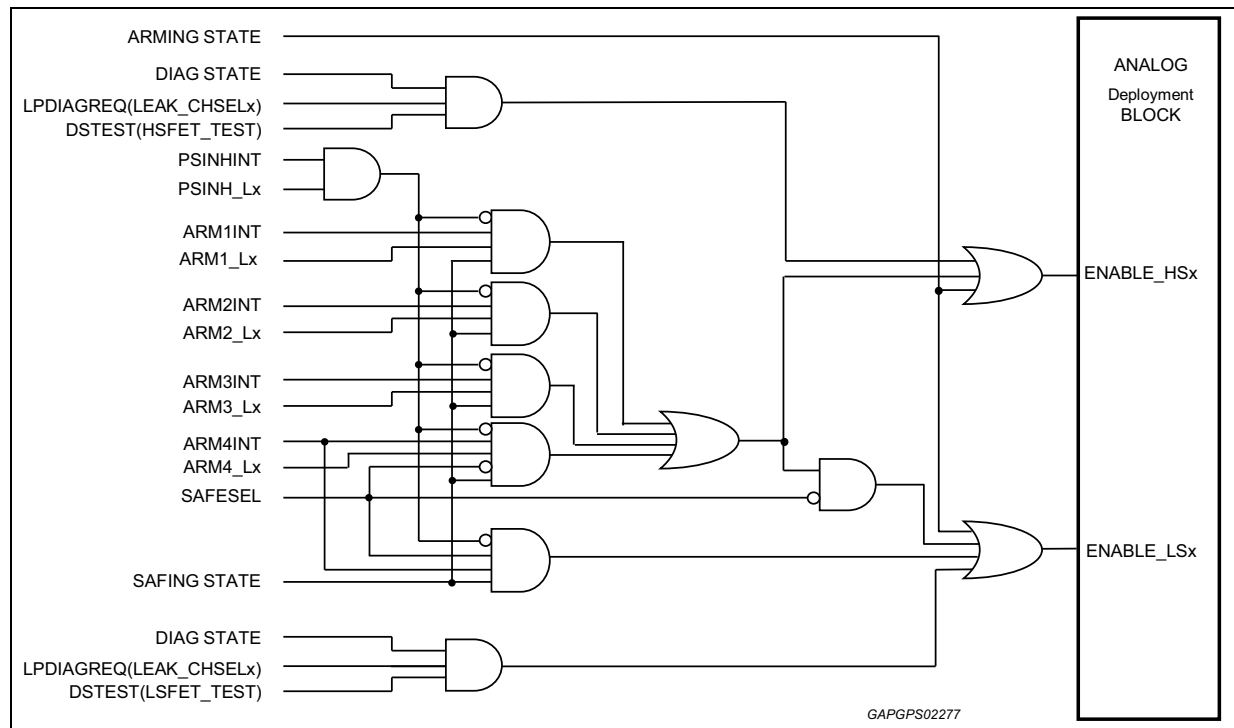 ARMING STATE
DIAG STATE
LPDIAGREQ(LEAK_CHSELx)
DSTEST(HSFET_TEST)
PSINHINT
PSINH_Lx
ARM1INT
ARM1_Lx
ARM2INT
ARM2_Lx
ARM3INT
ARM3_Lx
ARM4INT
ARM4_Lx
SAFESEL
SAFING STATE
DIAG STATE
LPDIAGREQ(LEAK_CHSELx)
DSTEST(LSFET_TEST)
ANALOG
Deployment
BLOCK
ENABLE_HSx
ENABLE_LSx
GAPGPS02277